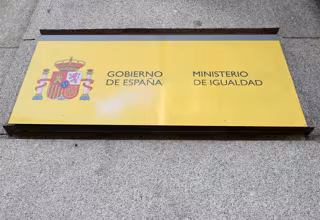 GOBIERNO
DE ESPAÑA
MINISTERIO
DE IGUALDAD